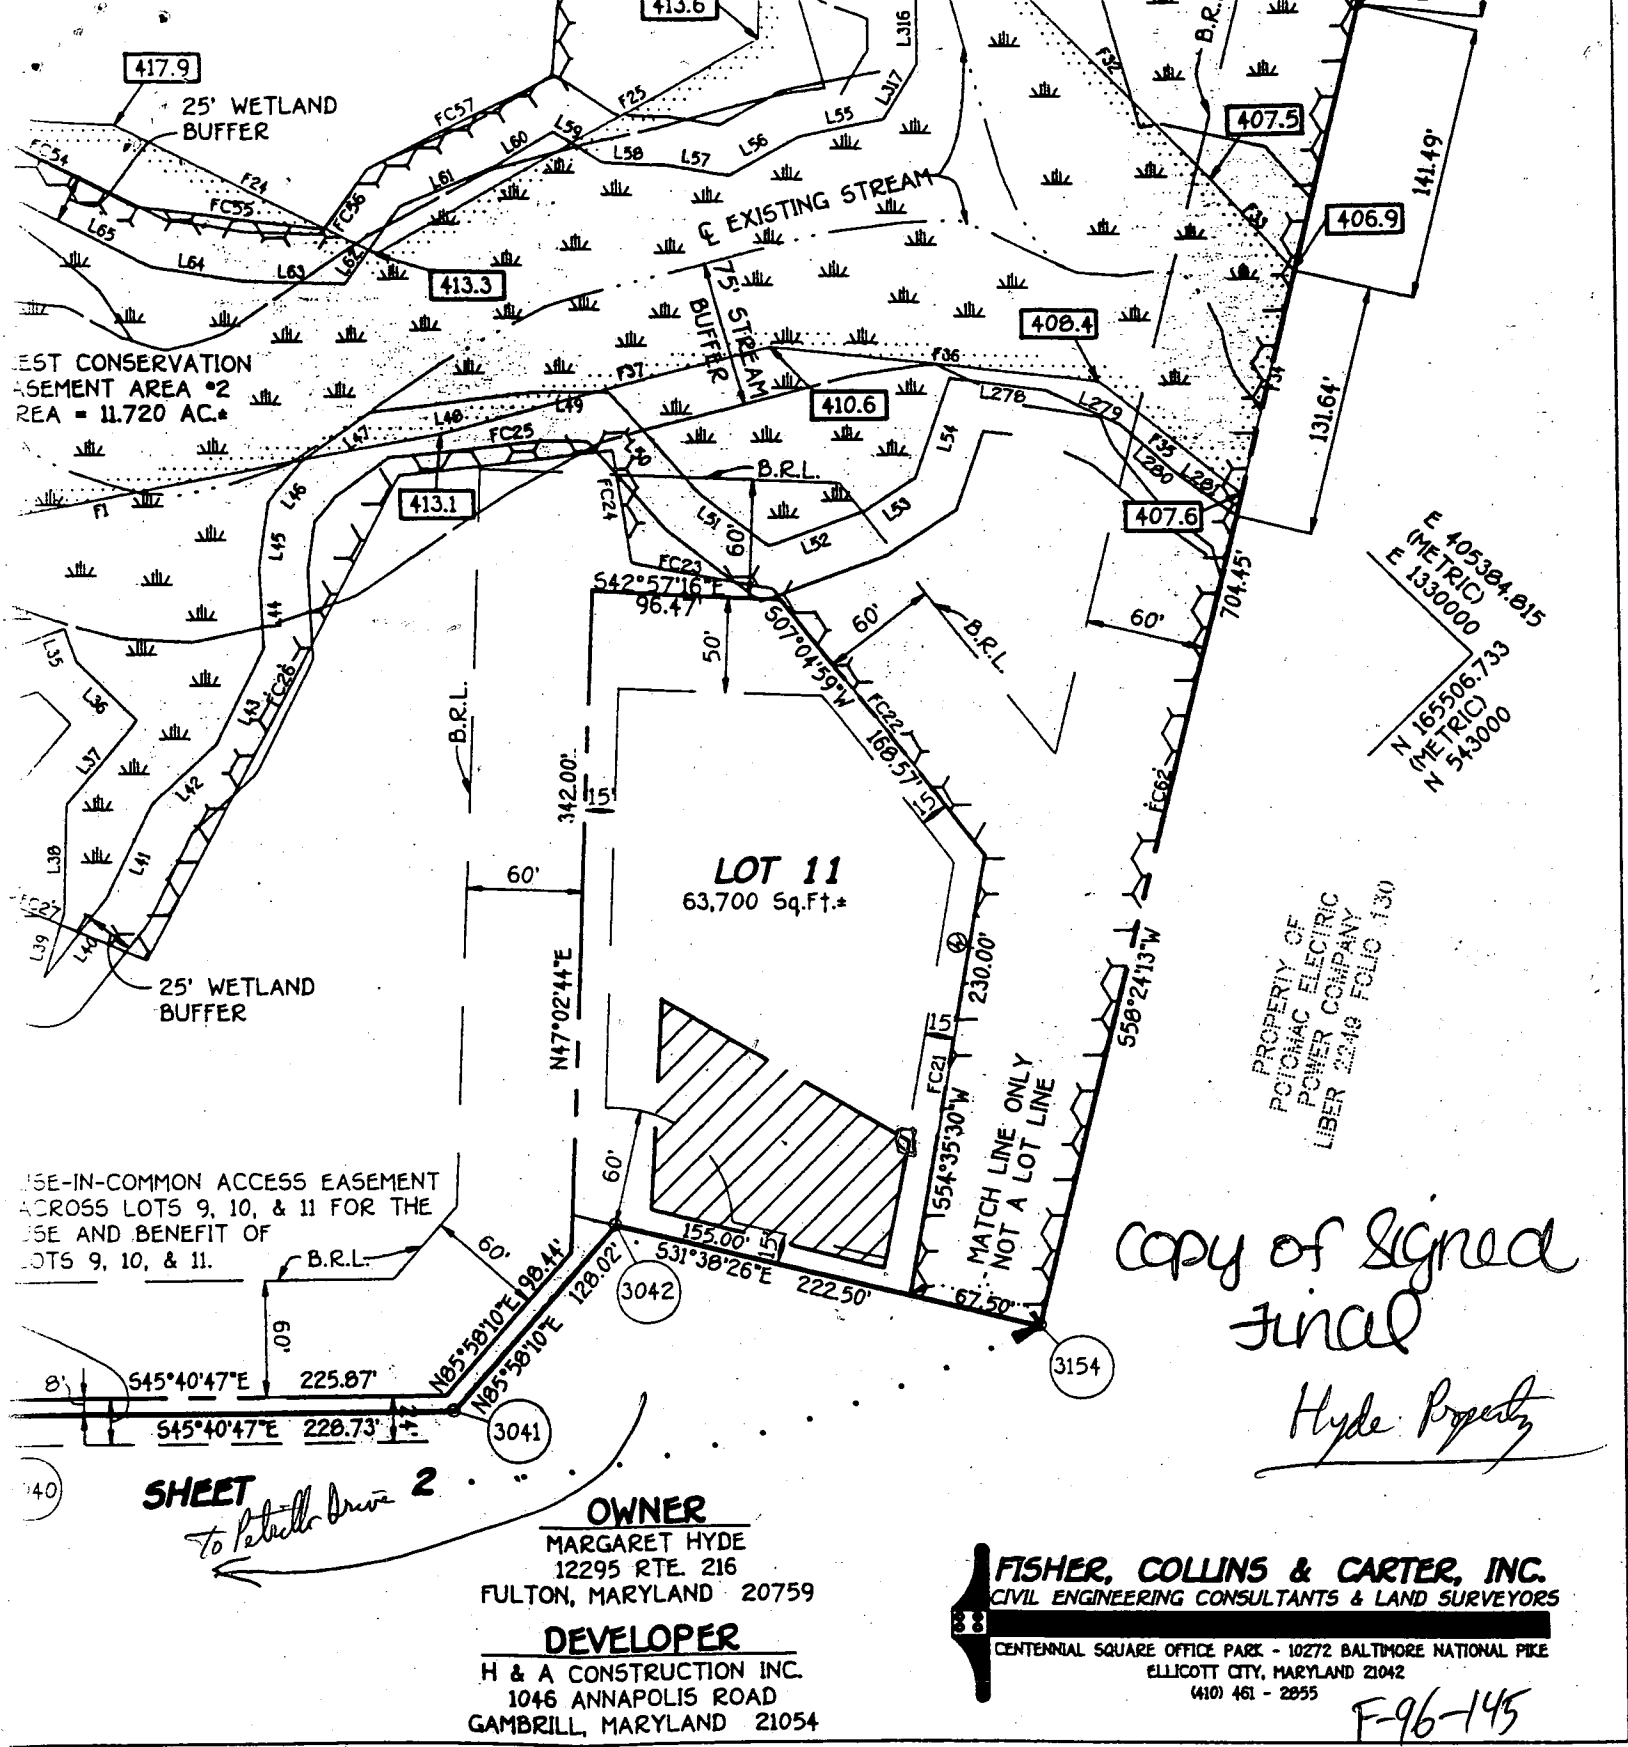 413.6
L316
B.R.L.
F32
417.9
25' WETLAND
BUFFER
FC57
F25
L59
L60
L55
L317
407.5
FC54
F24
FC55
FC56
L61
L58
L57
L56
141.49'
L65
L64
L63
L62
℄ EXISTING STREAM
F33
406.9
413.3
75' STREAM
BUFFER
408.4
EST CONSERVATION
ASEMENT AREA #2
REA = 11.720 AC.±
F37
F36
F34
L49
L48
L47
FC25
410.6
L278
L279
131.64'
L50
L54
F35
L280
L281
B.R.L.
L46
F1
413.1
FC24
L51
60'
L52
L53
407.6
L45
FC23
S42°57'16"E
96.47'
704.45'
E 405384.815
(METRIC)
E 1330000
N 165506.733
(METRIC)
N 543000
L44
50'
S07°04'59"W
60'
B.R.L.
60'
L35
L36
L43
FC26
B.R.L.
FC22
168.57'
L37
L42
342.00'
15'
15'
FC62
L38
L41
60'
LOT 11
63,700 Sq.Ft.±
FC27
L39
L40
25' WETLAND
BUFFER
N47°02'44"E
230.00'
S58°24'13"W
PROPERTY OF
POTOMAC ELECTRIC
POWER COMPANY
LIBER 2248 FOLIO 130
15'
FC21
S54°35'30"W
MATCH LINE ONLY
NOT A LOT LINE
60'
USE-IN-COMMON ACCESS EASEMENT
ACROSS LOTS 9, 10, & 11 FOR THE
USE AND BENEFIT OF
LOTS 9, 10, & 11.
B.R.L.
60'
198.44'
128.02'
155.00'
15'
S31°38'26"E
222.50'
67.50'
3042
N85°58'10"E
N85°58'10"E
60'
3154
Copy of Signed
Final
Hyde Property
8'
S45°40'47"E 225.87'
S45°40'47"E 228.73'
24'
3041
40
SHEET 2
To Petrillo Drive
OWNER
MARGARET HYDE
12295 RTE. 216
FULTON, MARYLAND 20759
DEVELOPER
H & A CONSTRUCTION INC.
1046 ANNAPOLIS ROAD
GAMBRILL, MARYLAND 21054
FISHER, COLLINS & CARTER, INC.
CIVIL ENGINEERING CONSULTANTS & LAND SURVEYORS
CENTENNIAL SQUARE OFFICE PARK - 10272 BALTIMORE NATIONAL PIKE
ELLICOTT CITY, MARYLAND 21042
(410) 461 - 2855
F-96-145